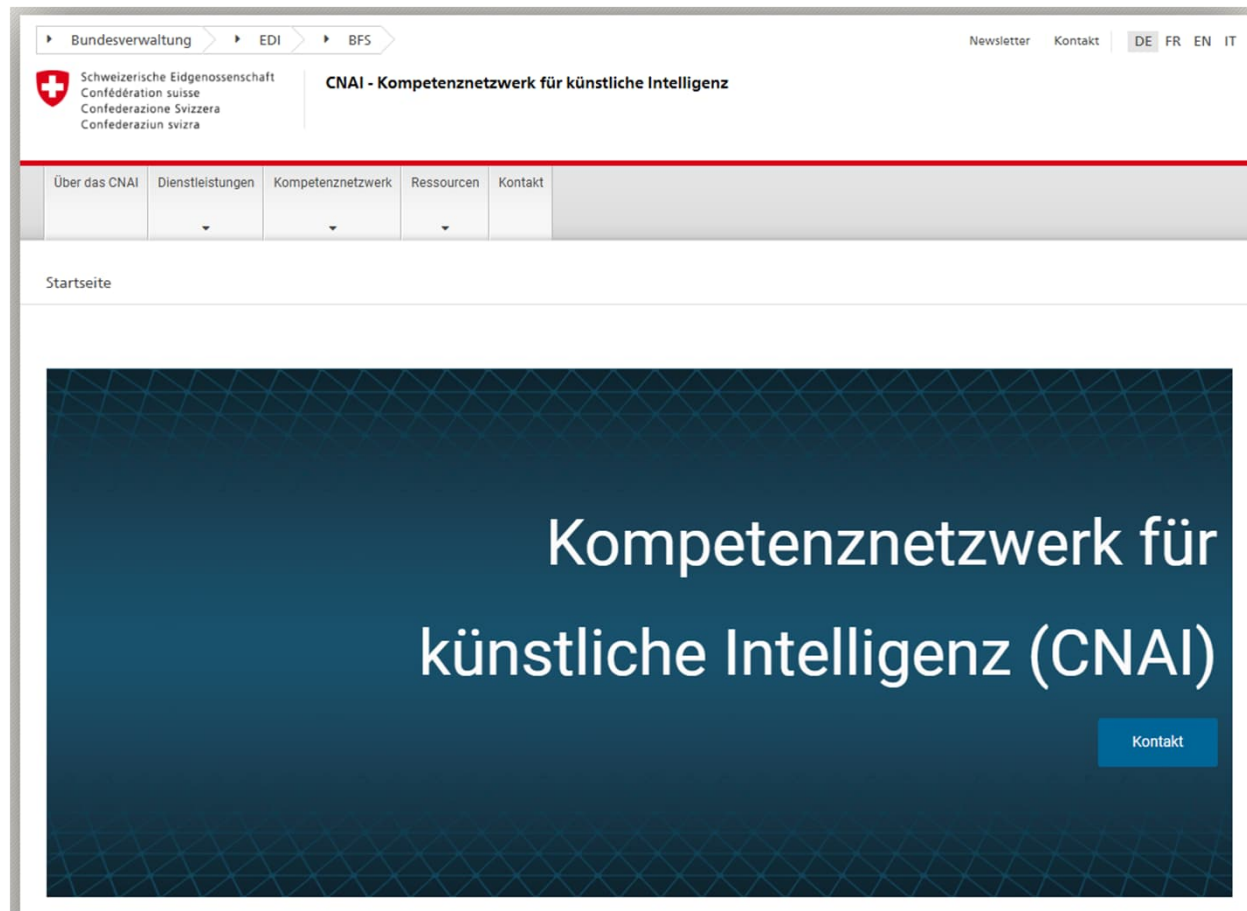 Bundesverwaltung EDI BFS
Newsletter Kontakt DE FR EN IT
Schweizerische Eidgenossenschaft
Confédération suisse
Confederazione Svizzera
Confederaziun svizra
CNAI - Kompetenznetzwerk für künstliche Intelligenz
Über das CNAI Dienstleistungen Kompetenznetzwerk Ressourcen Kontakt
Startseite
Kompetenznetzwerk für
künstliche Intelligenz (CNAI)
Kontakt